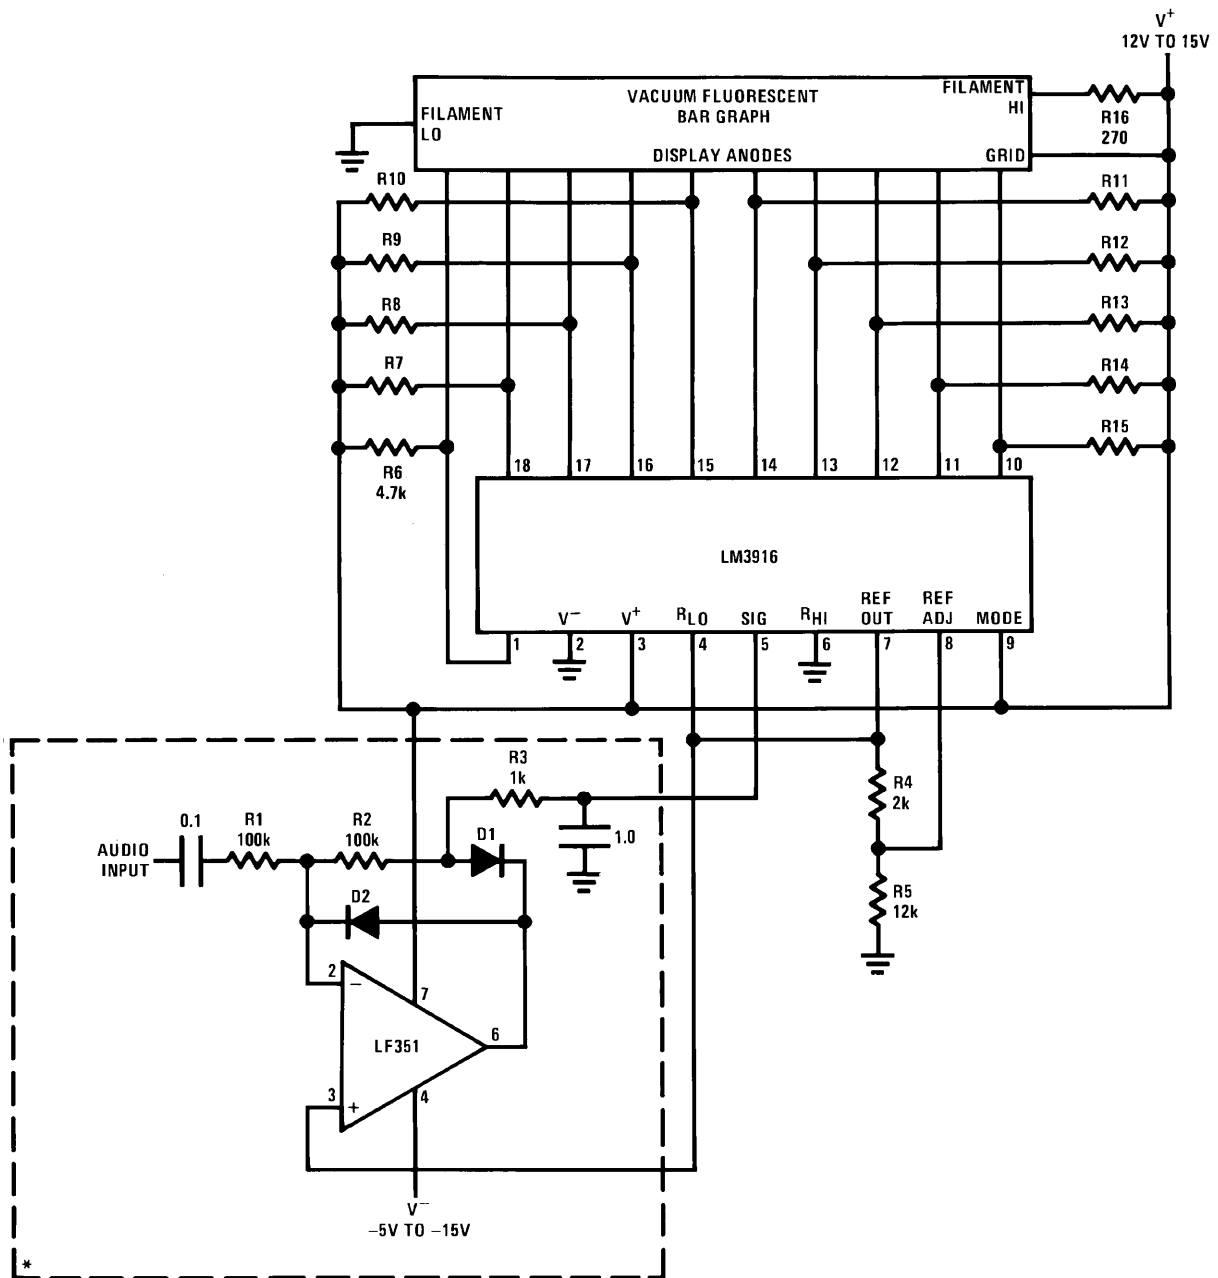 V+
12V TO 15V
VACUUM FLUORESCENT
BAR GRAPH
FILAMENT
HI
FILAMENT
LO
R16
270
DISPLAY ANODES
GRID
R10
R11
R9
R12
R8
R13
R7
R14
R6
4.7k
R15
18
17
16
15
14
13
12
11
10
LM3916
V−
V+
RLO
SIG
RHI
REF
OUT
REF
ADJ
MODE
1
2
3
4
5
6
7
8
9
R3
1k
R4
2k
0.1
R1
100k
R2
100k
D1
1.0
AUDIO
INPUT
D2
R5
12k
2
−
7
LF351
6
3
+
4
V−
−5V TO −15V
*